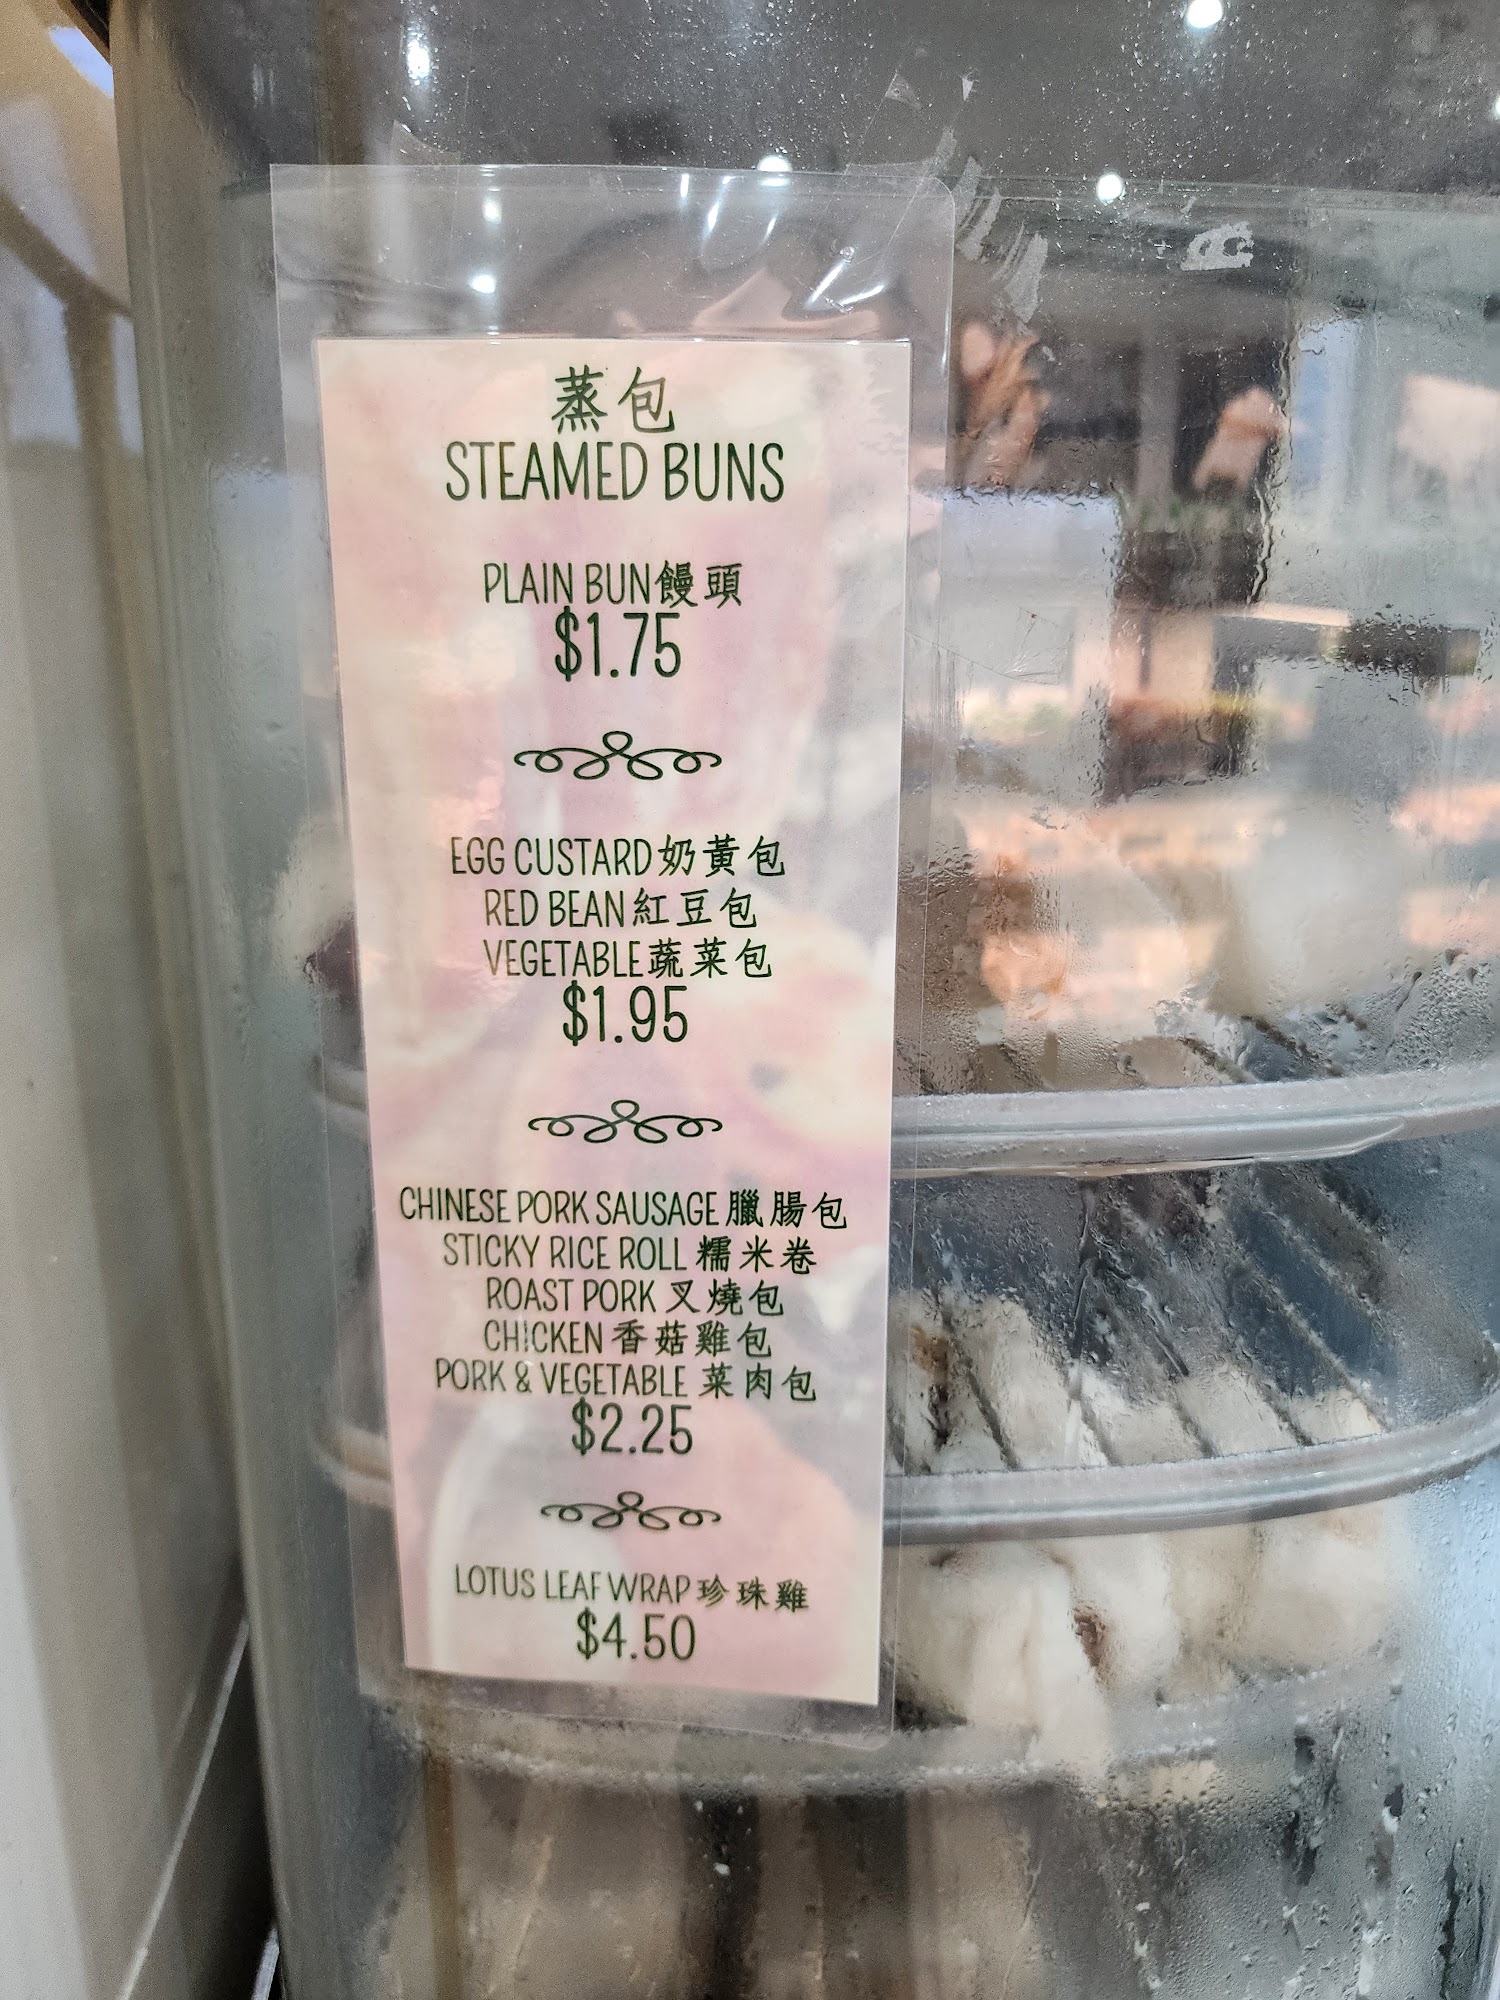 蒸包
STEAMED BUNS
PLAIN BUN饅頭
$1.75
EGG CUSTARD奶黃包
RED BEAN紅豆包
VEGETABLE蔬菜包
$1.95
CHINESE PORK SAUSAGE 臘腸包
STICKY RICE ROLL 糯米卷
ROAST PORK 叉燒包
CHICKEN 香菇雞包
PORK & VEGETABLE 菜肉包
$2.25
LOTUS LEAF WRAP 珍珠雞
$4.50